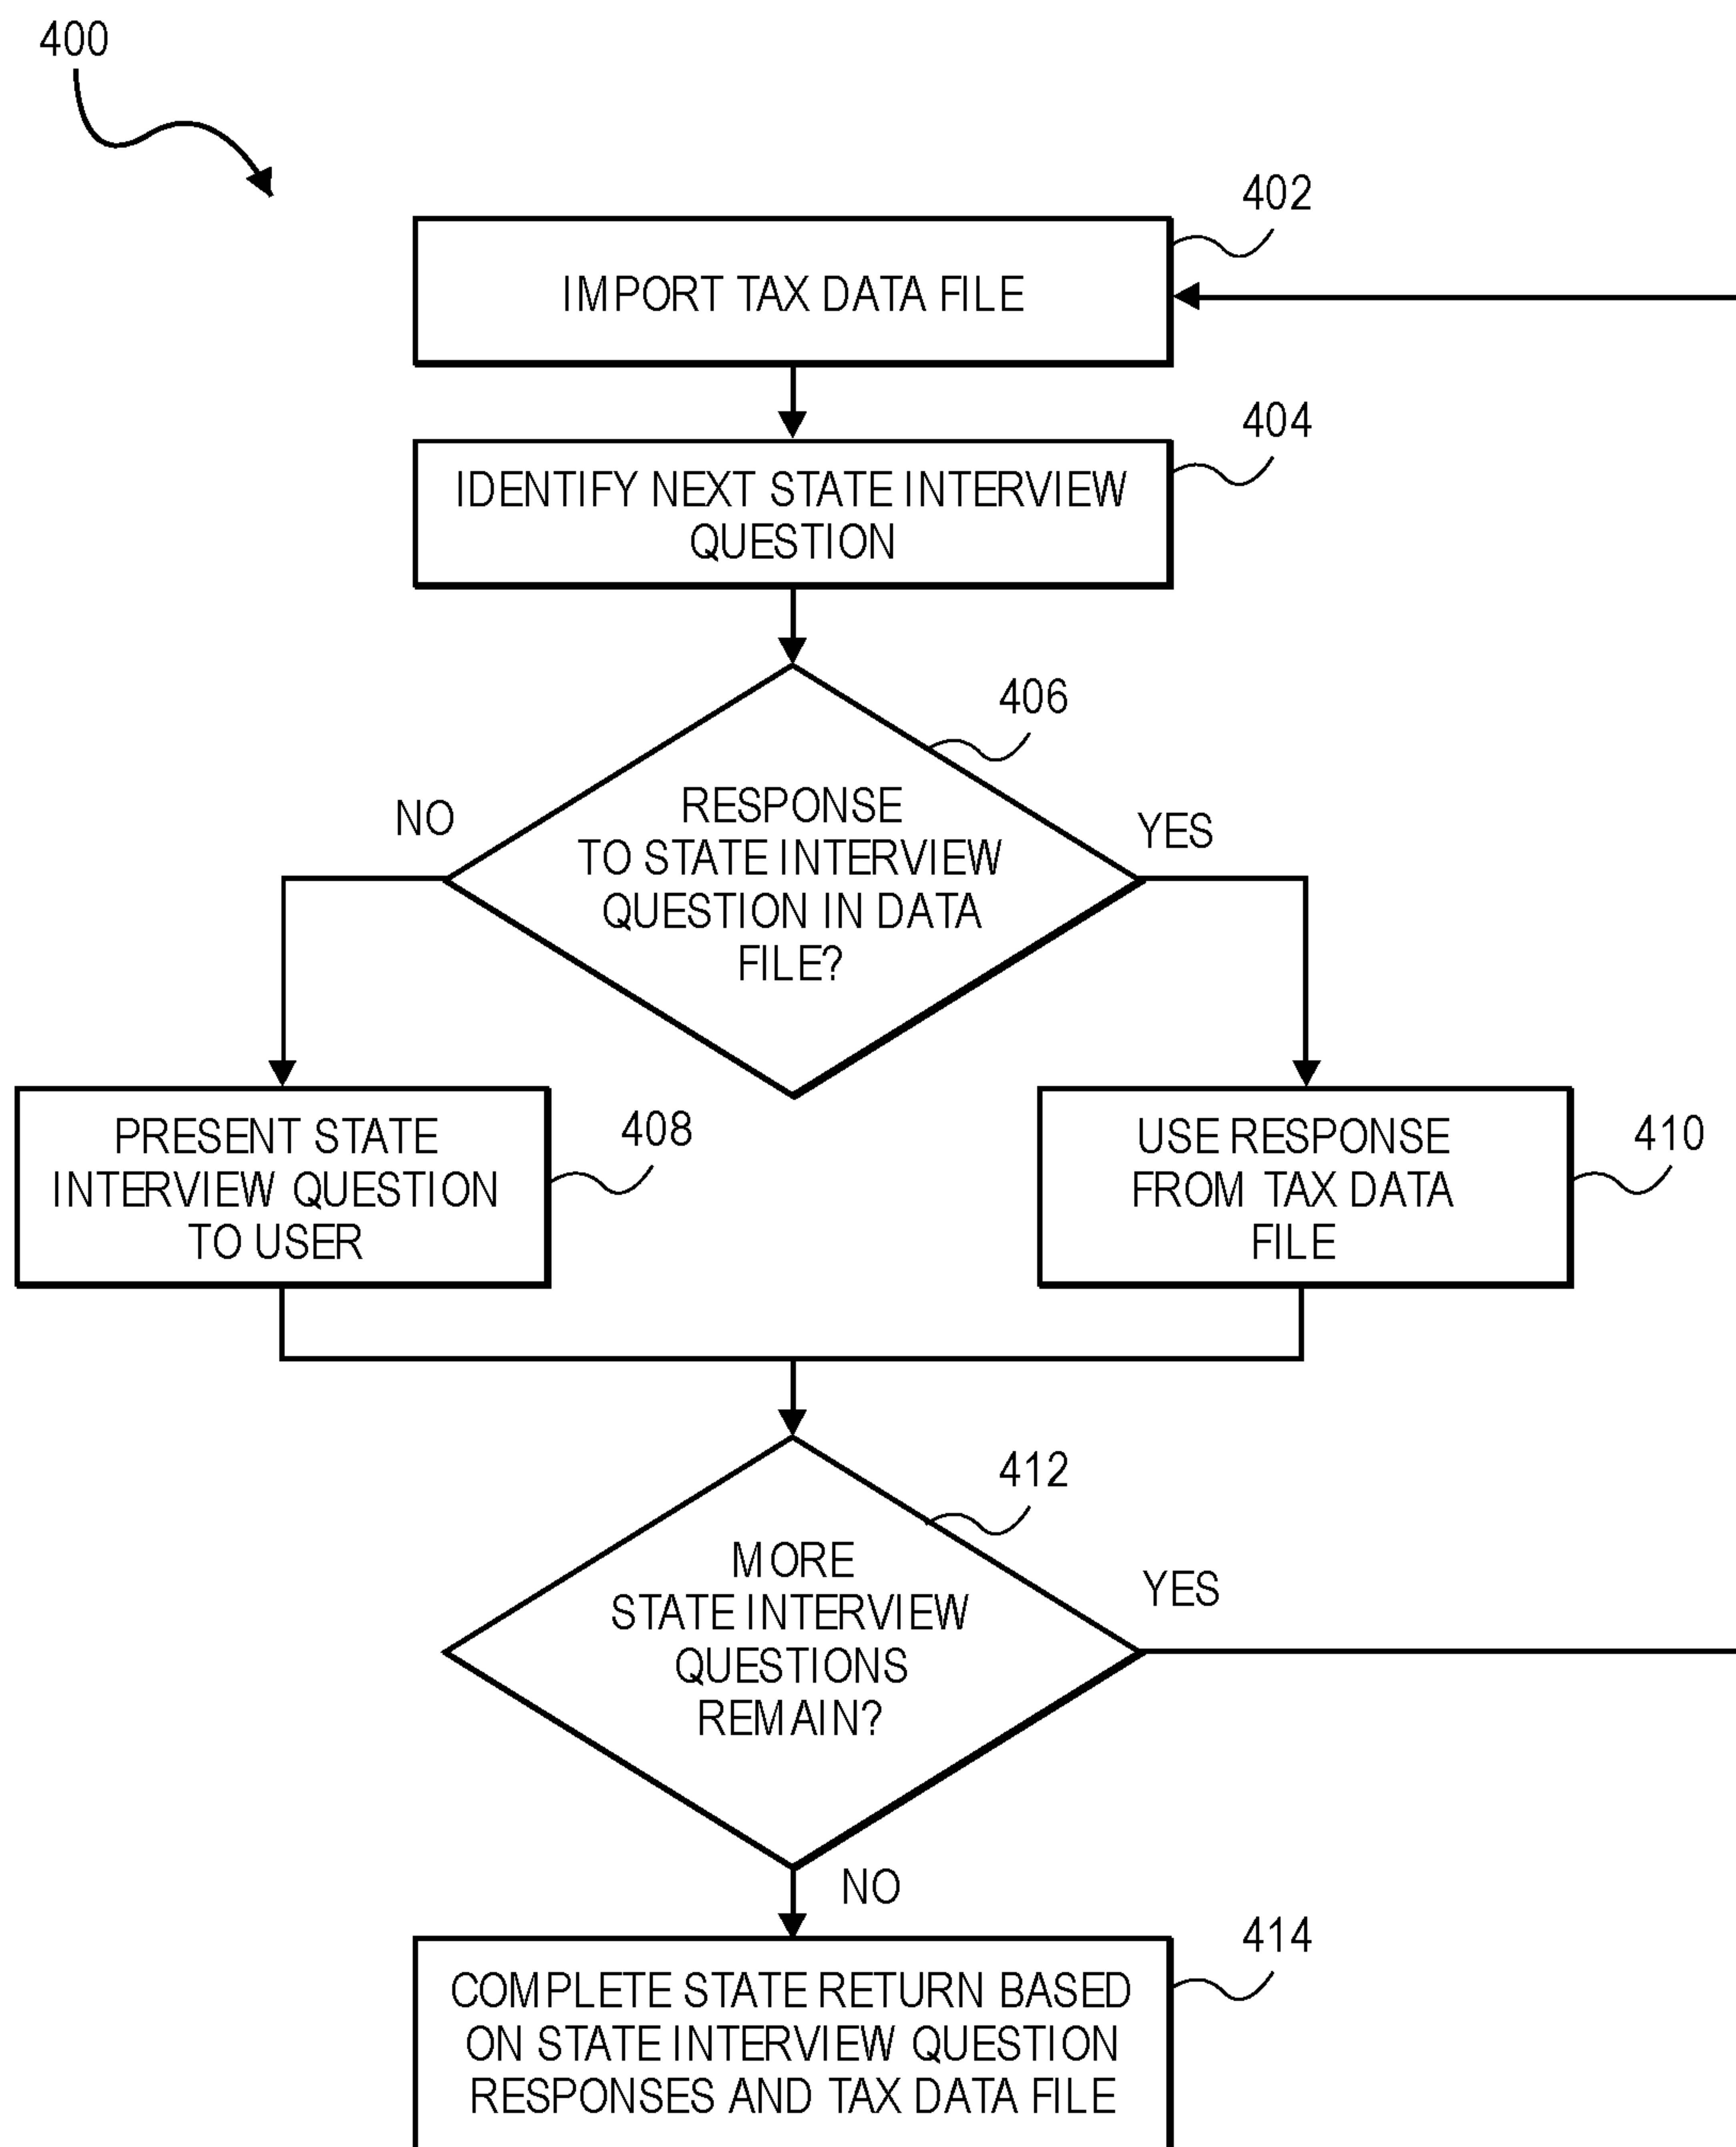 400
402
IMPORT TAX DATA FILE
404
IDENTIFY NEXT STATE INTERVIEW
QUESTION
406
NO
YES
RESPONSE
TO STATE INTERVIEW
QUESTION IN DATA
FILE?
PRESENT STATE
INTERVIEW QUESTION
TO USER
408
USE RESPONSE
FROM TAX DATA
FILE
410
412
MORE
STATE INTERVIEW
QUESTIONS
REMAIN?
YES
NO
414
COMPLETE STATE RETURN BASED
ON STATE INTERVIEW QUESTION
RESPONSES AND TAX DATA FILE